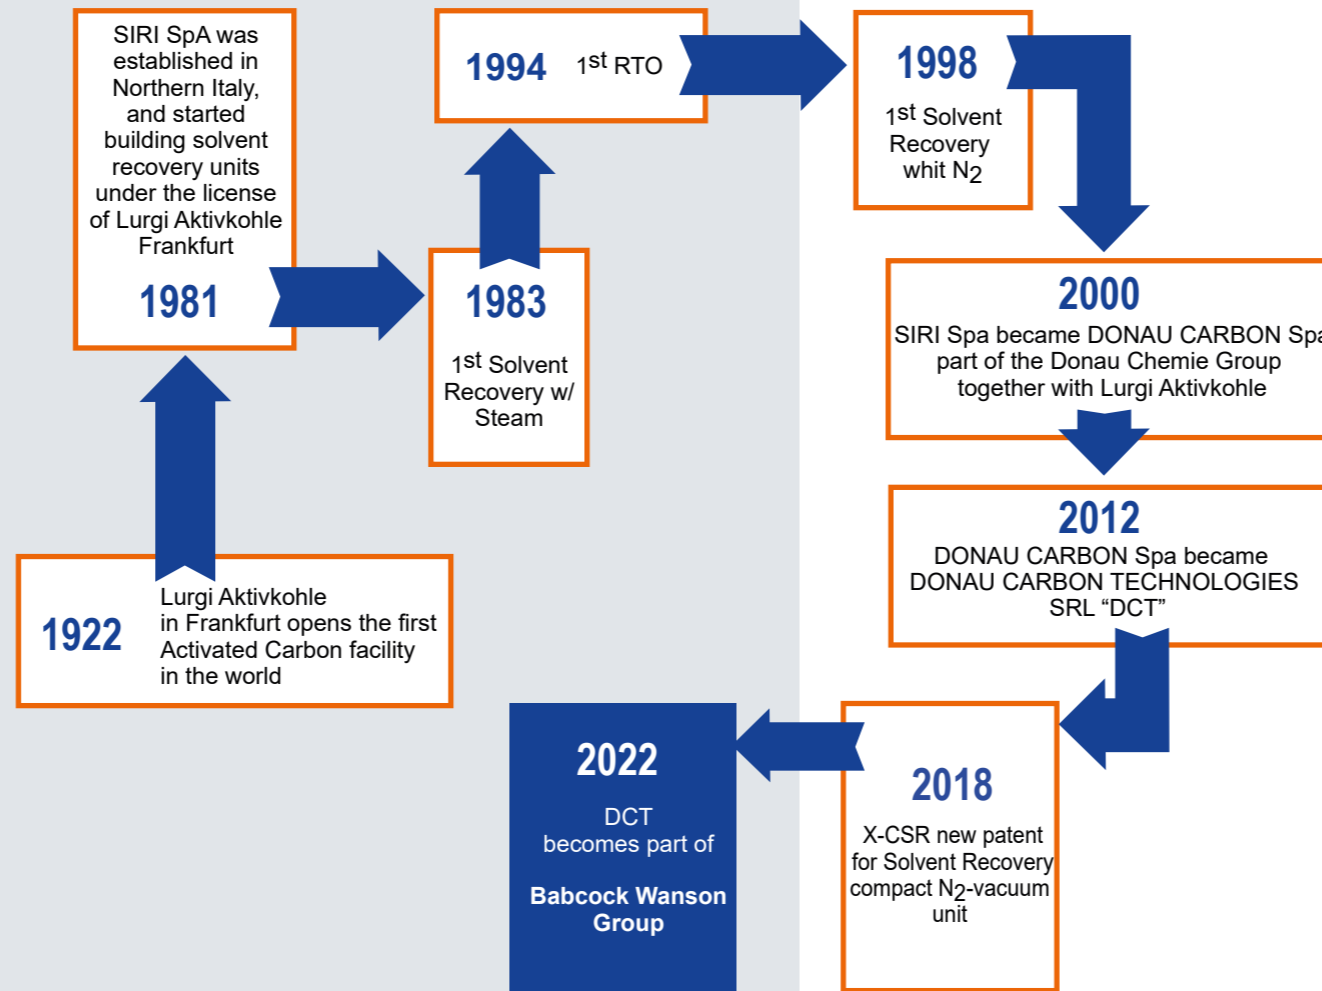 1922
Lurgi Aktivkohle
in Frankfurt opens the first
Activated Carbon facility
in the world
SIRI SpA was
established in
Northern Italy,
and started
building solvent
recovery units
under the license
of Lurgi Aktivkohle
Frankfurt
1981
1983
1st Solvent
Recovery w/
Steam
1994 1st RTO
1998
1st Solvent
Recovery
whit N2
2000
SIRI Spa became DONAU CARBON Spa
part of the Donau Chemie Group
together with Lurgi Aktivkohle
2012
DONAU CARBON Spa became
DONAU CARBON TECHNOLOGIES
SRL “DCT”
2018
X-CSR new patent
for Solvent Recovery
compact N2-vacuum
unit
2022
DCT
becomes part of
Babcock Wanson
Group